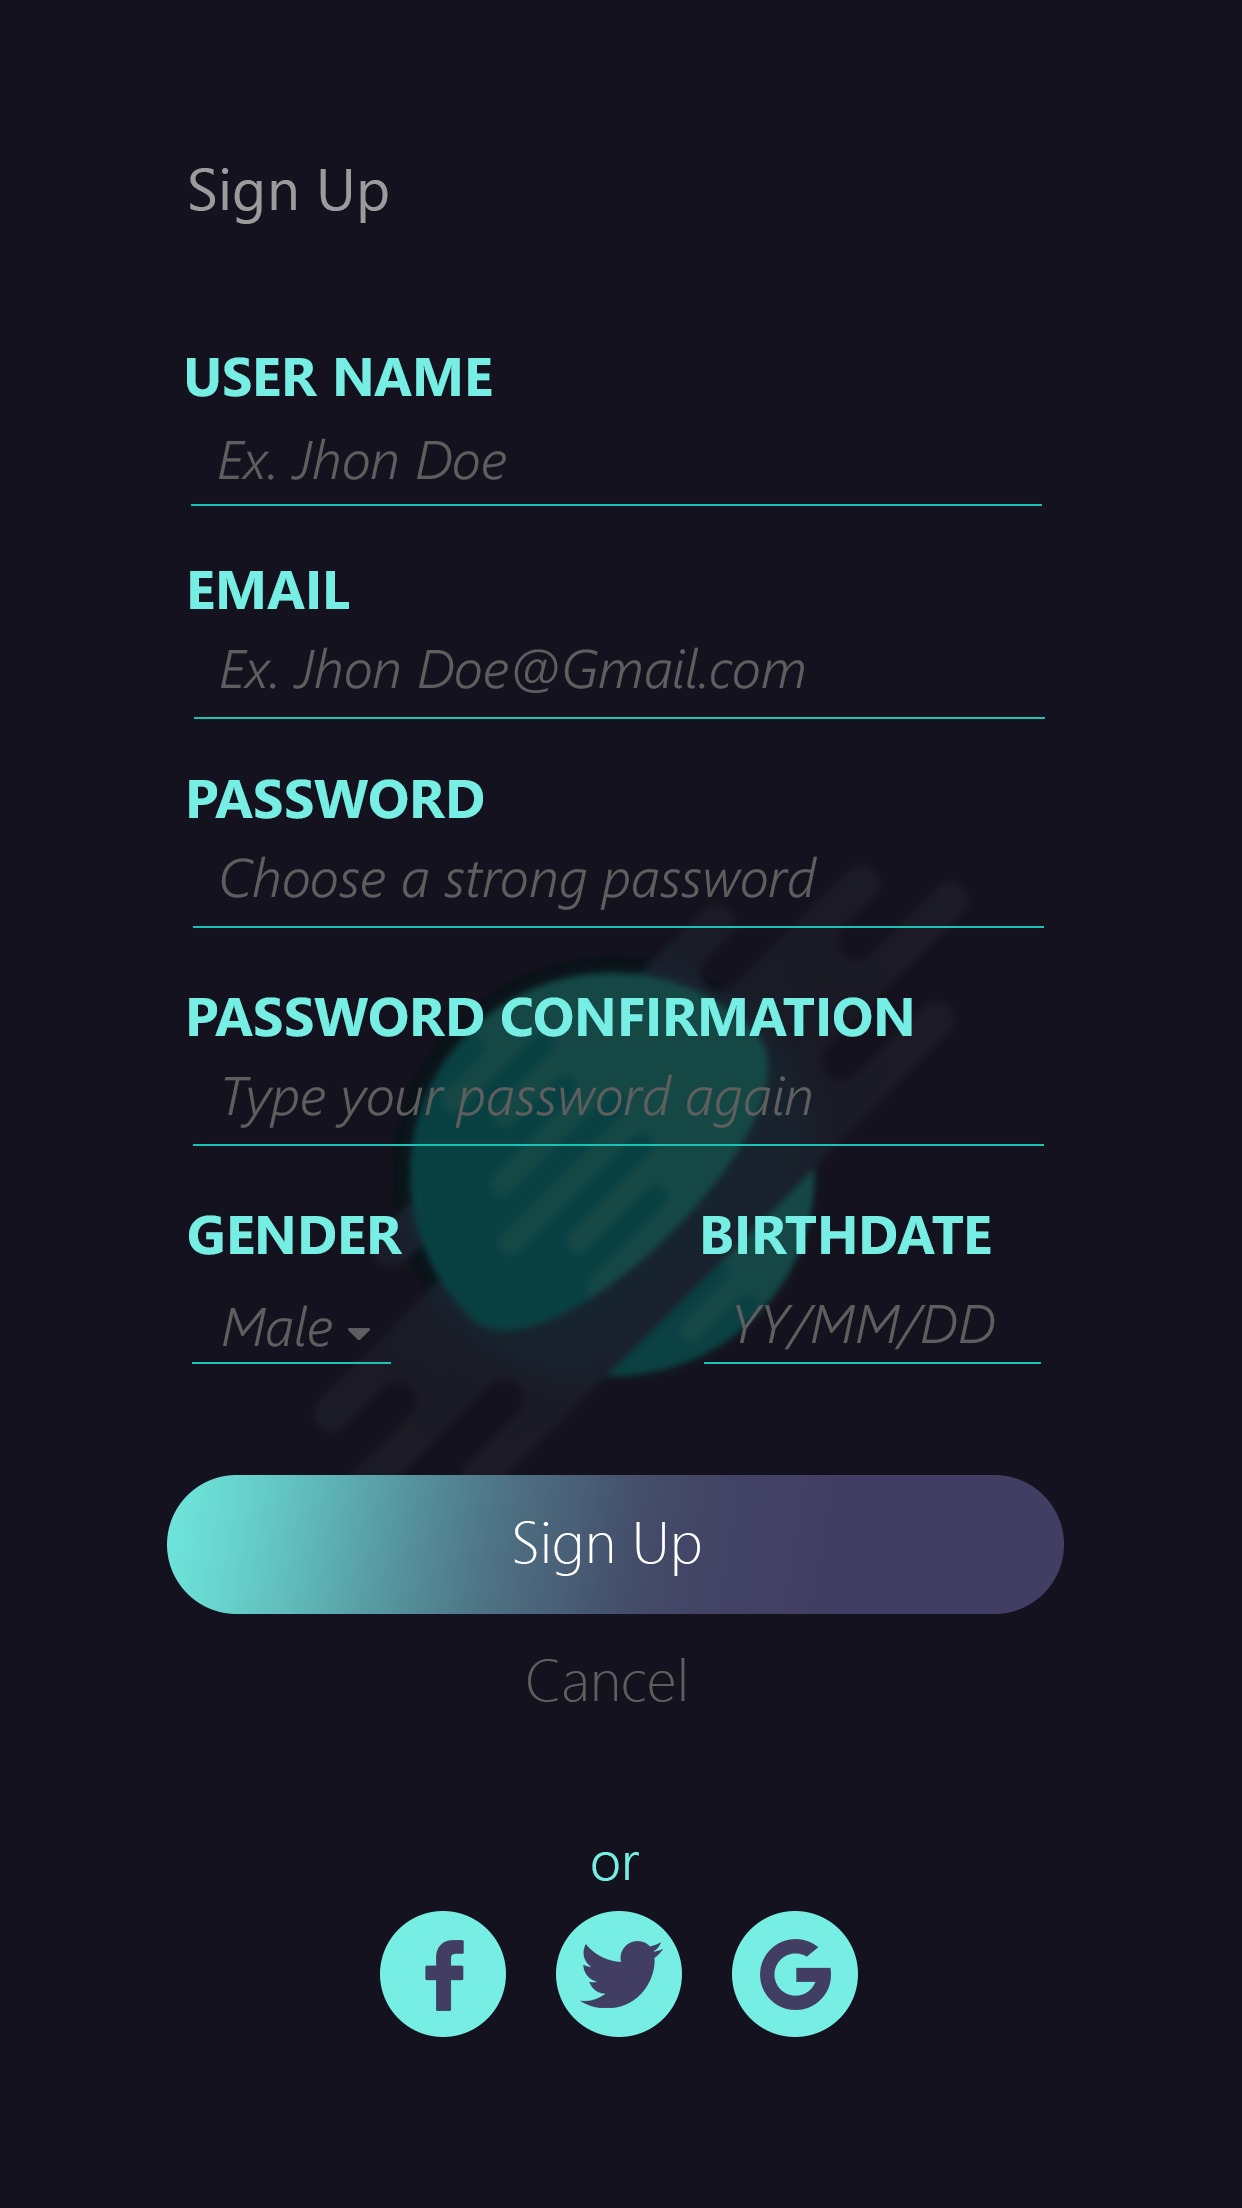 Sign Up
USER NAME
Ex. Jhon Doe
EMAIL
Ex. Jhon Doe@Gmail.com
PASSWORD
Choose a strong password
PASSWORD CONFIRMATION
Type your password again
GENDER BIRTHDATE
Male YY/MM/DD
Sign Up
Cancel
or